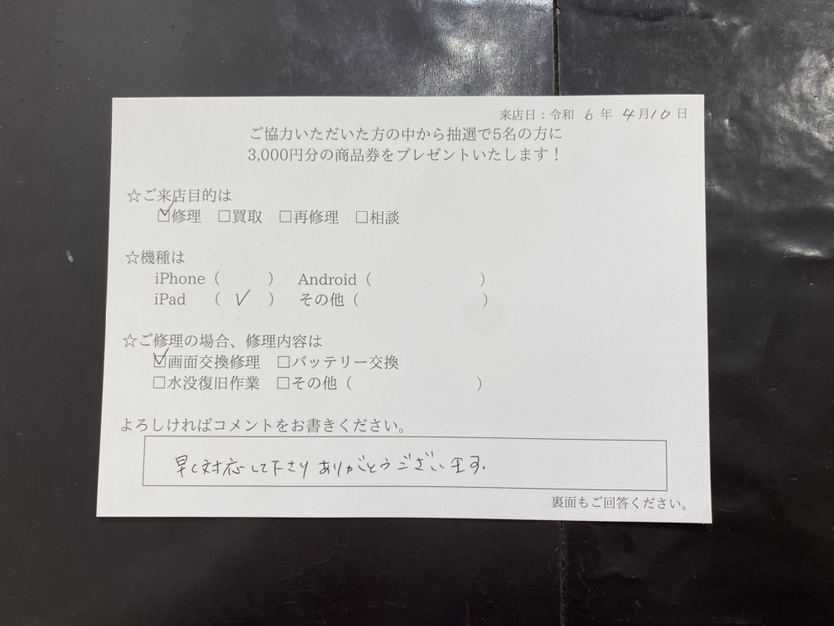 来店日：令和 6 年 4月10日
ご協力いただいた方の中から抽選で5名の方に
3,000円分の商品券をプレゼントいたします！
☆ご来店目的は
☑修理 □買取 □再修理 □相談
☆機種は
iPhone（　　　） Android（　　　　　　　）
iPad　（ ✓ ） その他（　　　　　　　　）
☆ご修理の場合、修理内容は
☑画面交換修理 □バッテリー交換
□水没復旧作業 □その他（　　　　　　　　）
よろしければコメントをお書きください。
早く対応して下さりありがとうございます.
裏面もご回答ください。